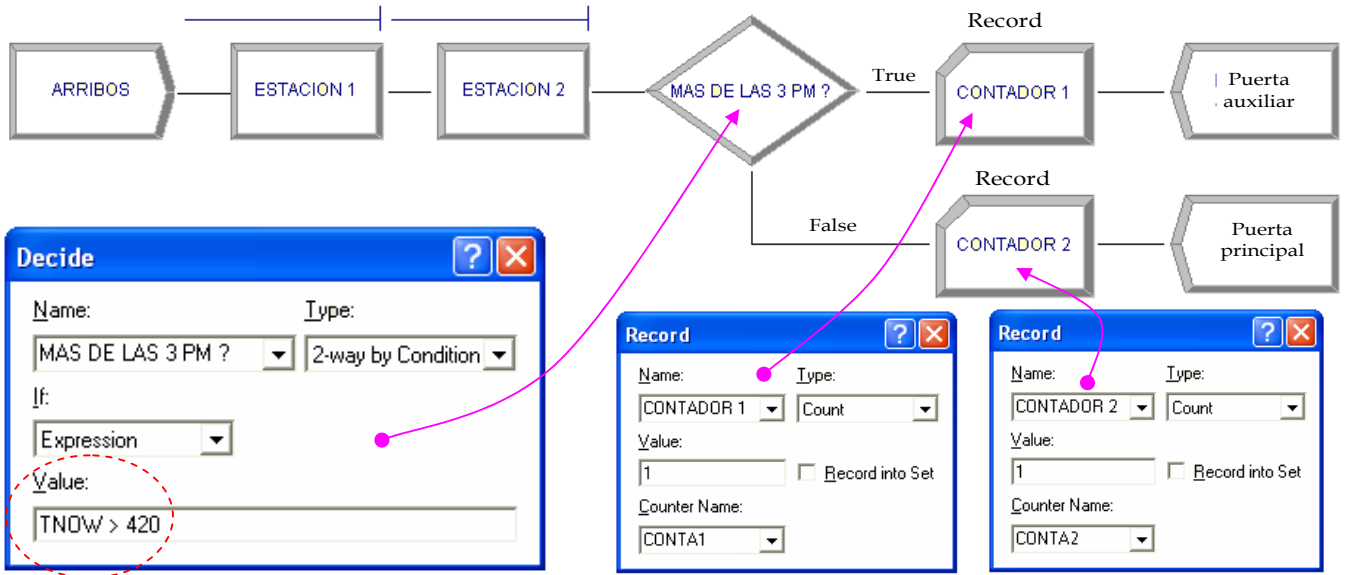 Record
ARRIBOS
ESTACION 1
ESTACION 2
MAS DE LAS 3 PM ?
True
CONTADOR 1
Puerta
auxiliar
Record
False
CONTADOR 2
Puerta
principal
Decide
Name:
Type:
MAS DE LAS 3 PM ?
2-way by Condition
If:
Expression
Value:
TNOW > 420
Record
Name:
Type:
CONTADOR 1
Count
Value:
1
Record into Set
Counter Name:
CONTA1
Record
Name:
Type:
CONTADOR 2
Count
Value:
1
Record into Set
Counter Name:
CONTA2